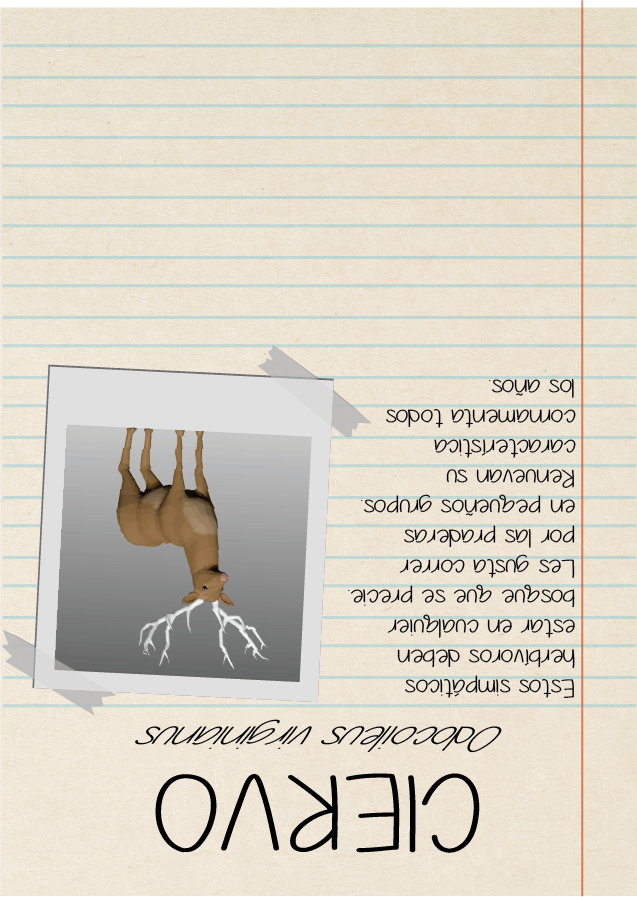 CIERVO
Odocoileus virginianus
Estos simpáticos
herbívoros deben
estar en cualquier
bosque que se precie.
Les gusta correr
por las praderas
en pequeños grupos.
Renuevan su
característica
cornamenta todos
los años.